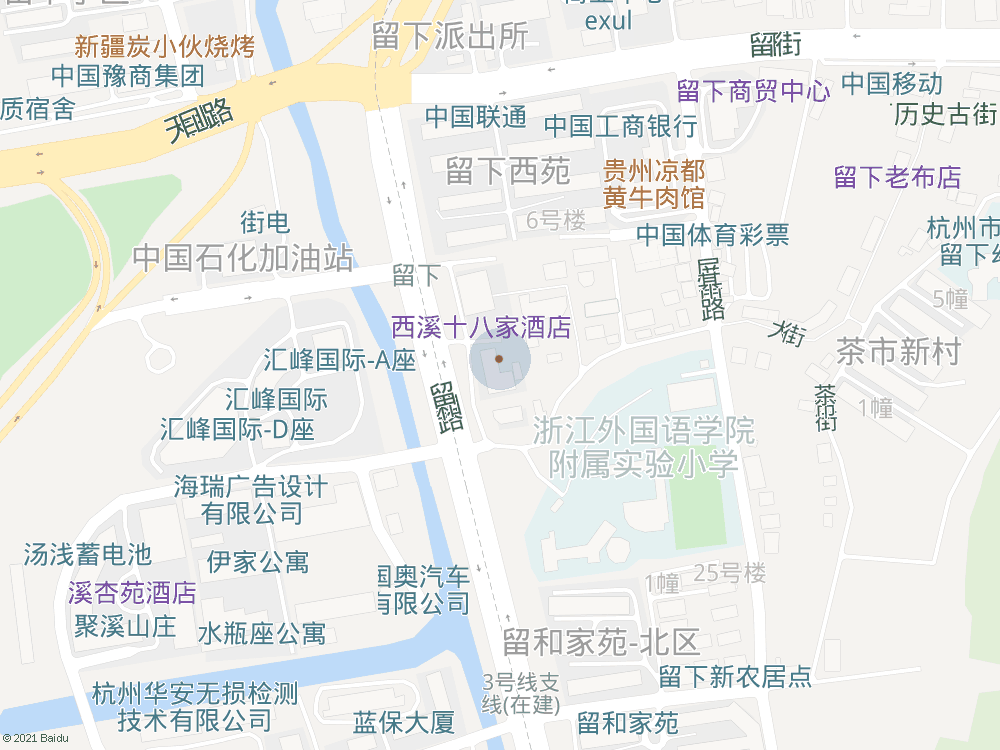 新疆炭小伙烧烤
留下派出所
exul
留街
中国豫商集团
质宿舍
天目山路
中国联通
中国工商银行
留下商贸中心
中国移动
历史古街
留下西苑
贵州凉都
黄牛肉馆
留下老布店
6号楼
街电
中国体育彩票
杭州市
中国石化加油站
留下
西溪十八家酒店
大街
5幢
茶市新村
汇峰国际-A座
汇峰国际
汇峰国际-D座
留和路
茶市街
1幢
浙江外国语学院
附属实验小学
海瑞广告设计
有限公司
汤浅蓄电池
伊家公寓
国奥汽车
有限公司
溪杏苑酒店
聚溪山庄
水瓶座公寓
1幢
25号楼
留和家苑-北区
3号线支
线(在建)
留下新农居点
杭州华安无损检测
技术有限公司
蓝保大厦
留和家苑
© 2021 Baidu